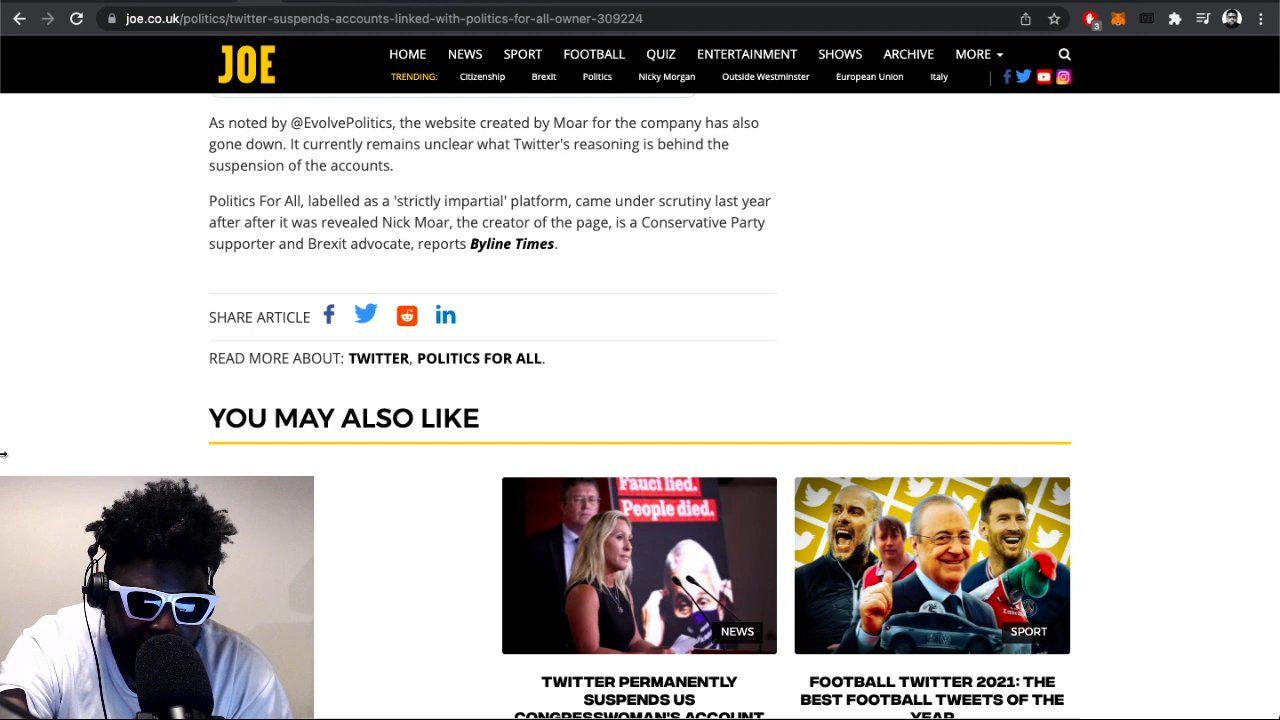 joe.co.uk/politics/twitter-suspends-accounts-linked-with-politics-for-all-owner-309224
3
JOE
HOME NEWS SPORT FOOTBALL QUIZ ENTERTAINMENT SHOWS ARCHIVE MORE
TRENDING: Citizenship Brexit Politics Nicky Morgan Outside Westminster European Union Italy
As noted by @EvolvePolitics, the website created by Moar for the company has also
gone down. It currently remains unclear what Twitter's reasoning is behind the
suspension of the accounts.
Politics For All, labelled as a 'strictly impartial' platform, came under scrutiny last year
after after it was revealed Nick Moar, the creator of the page, is a Conservative Party
supporter and Brexit advocate, reports Byline Times.
SHARE ARTICLE
READ MORE ABOUT: TWITTER, POLITICS FOR ALL.
YOU MAY ALSO LIKE
Fauci lied.
People died.
NEWS
SPORT
TWITTER PERMANENTLY
SUSPENDS US
CONGRESSWOMAN'S ACCOUNT
FOOTBALL TWITTER 2021: THE
BEST FOOTBALL TWEETS OF THE
YEAR